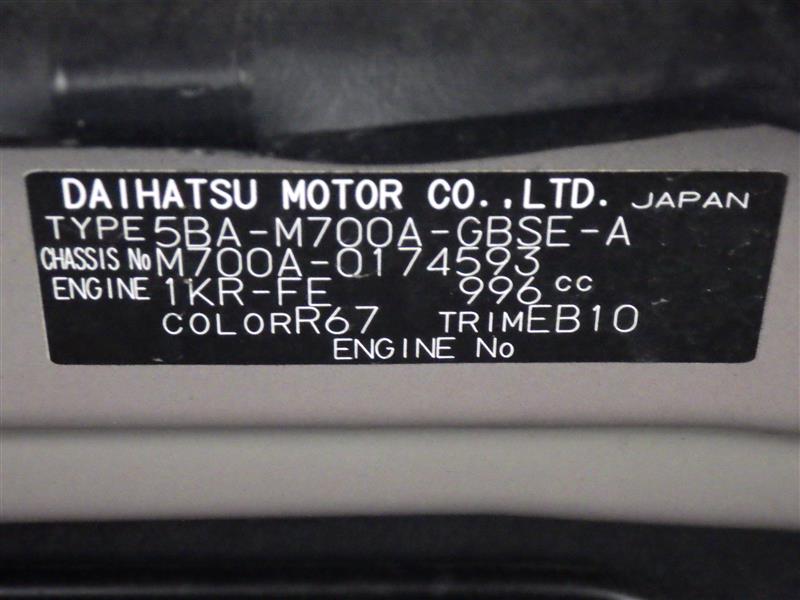 DAIHATSU MOTOR CO.,LTD. JAPAN
TYPE 5BA-M700A-GBSE-A
CHASSIS No M700A-0174593
ENGINE 1KR-FE 996 cc
COLOR R67 TRIM EB10
ENGINE No